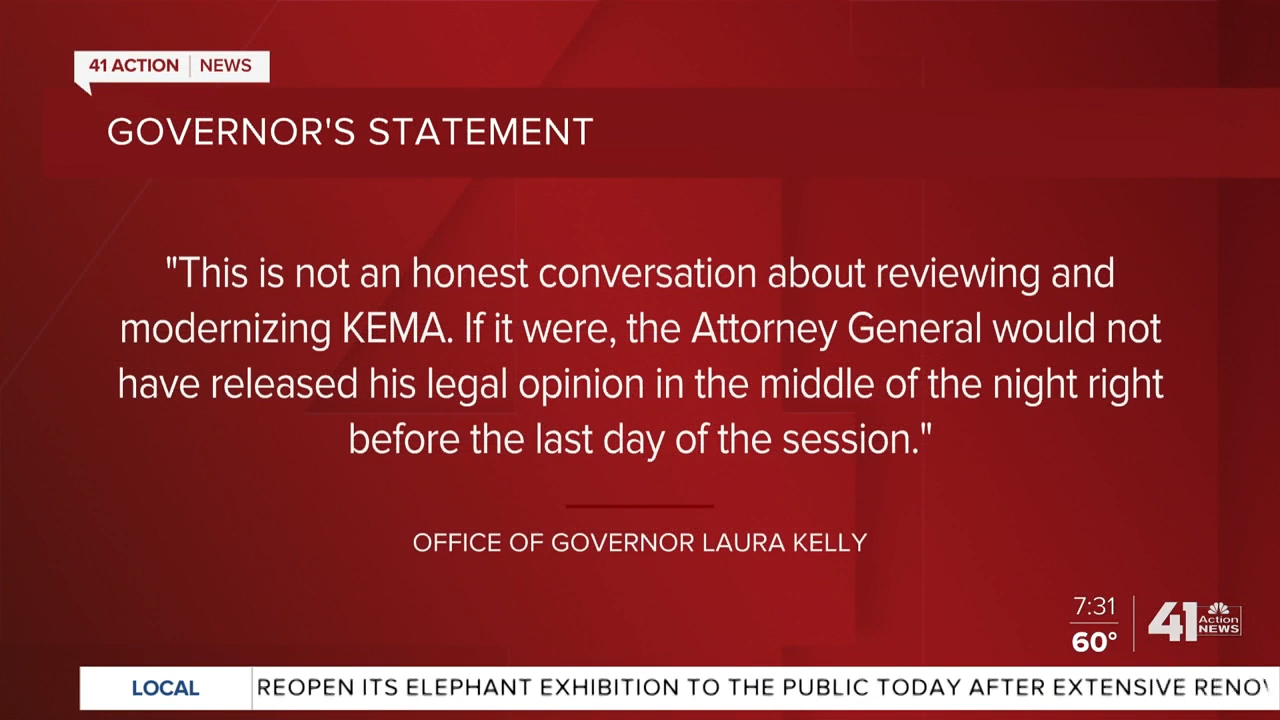 41 ACTION | NEWS
GOVERNOR'S STATEMENT
"This is not an honest conversation about reviewing and
modernizing KEMA. If it were, the Attorney General would not
have released his legal opinion in the middle of the night right
before the last day of the session."
OFFICE OF GOVERNOR LAURA KELLY
7:31
60°
41 Action
NEWS
LOCAL
REOPEN ITS ELEPHANT EXHIBITION TO THE PUBLIC TODAY AFTER EXTENSIVE